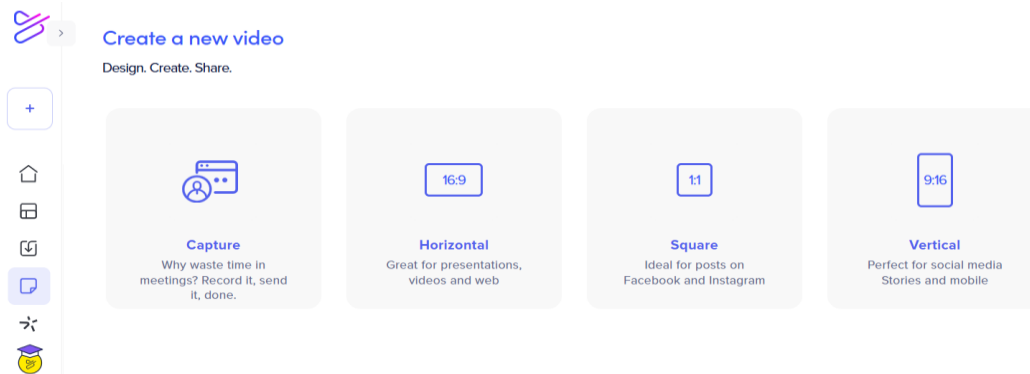 Create a new video
Design. Create. Share.
16:9
1:1
9:16
Capture
Why waste time in
meetings? Record it, send
it, done.
Horizontal
Great for presentations,
videos and web
Square
Ideal for posts on
Facebook and Instagram
Vertical
Perfect for social media
Stories and mobile